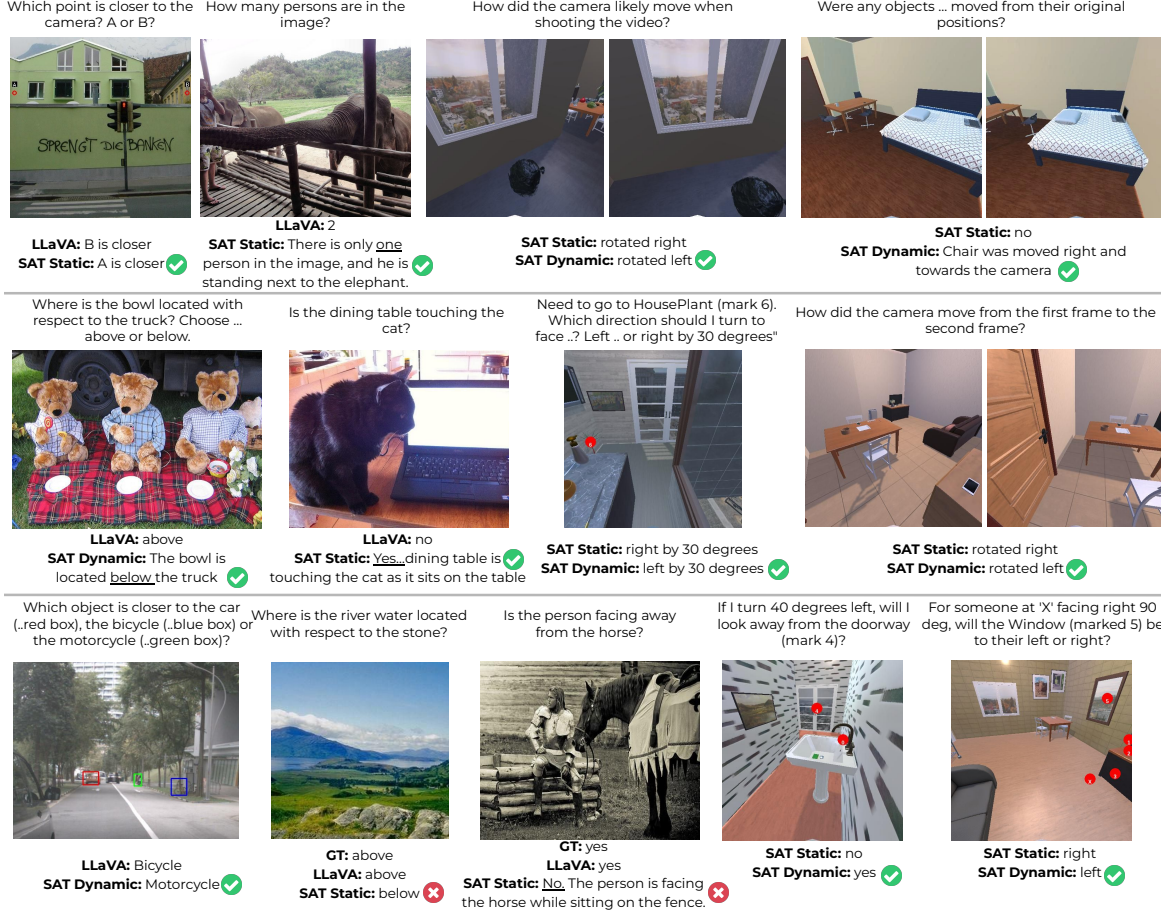 Which point is closer to the
camera? A or B?
How many persons are in the
image?
How did the camera likely move when
shooting the video?
Were any objects ... moved from their original
positions?
A
B
SPRENGT DIE BANKEN
LLaVA: B is closer
SAT Static: A is closer
LLaVA: 2
SAT Static: There is only one
person in the image, and he is
standing next to the elephant.
SAT Static: rotated right
SAT Dynamic: rotated left
SAT Static: no
SAT Dynamic: Chair was moved right and
towards the camera
Where is the bowl located with
respect to the truck? Choose ...
above or below.
Is the dining table touching the
cat?
Need to go to HousePlant (mark 6).
Which direction should I turn to
face ..? Left .. or right by 30 degrees"
How did the camera move from the first frame to the
second frame?
LLaVA: above
SAT Dynamic: The bowl is
located below the truck
LLaVA: no
SAT Static: Yes...dining table is
touching the cat as it sits on the table
SAT Static: right by 30 degrees
SAT Dynamic: left by 30 degrees
SAT Static: rotated right
SAT Dynamic: rotated left
Which object is closer to the car
(..red box), the bicycle (..blue box) or
the motorcycle (..green box)?
Where is the river water located
with respect to the stone?
Is the person facing away
from the horse?
If I turn 40 degrees left, will I
look away from the doorway
(mark 4)?
For someone at 'X' facing right 90
deg, will the Window (marked 5) be
to their left or right?
LLaVA: Bicycle
SAT Dynamic: Motorcycle
GT: above
LLaVA: above
SAT Static: below
GT: yes
LLaVA: yes
SAT Static: No. The person is facing
the horse while sitting on the fence.
SAT Static: no
SAT Dynamic: yes
SAT Static: right
SAT Dynamic: left